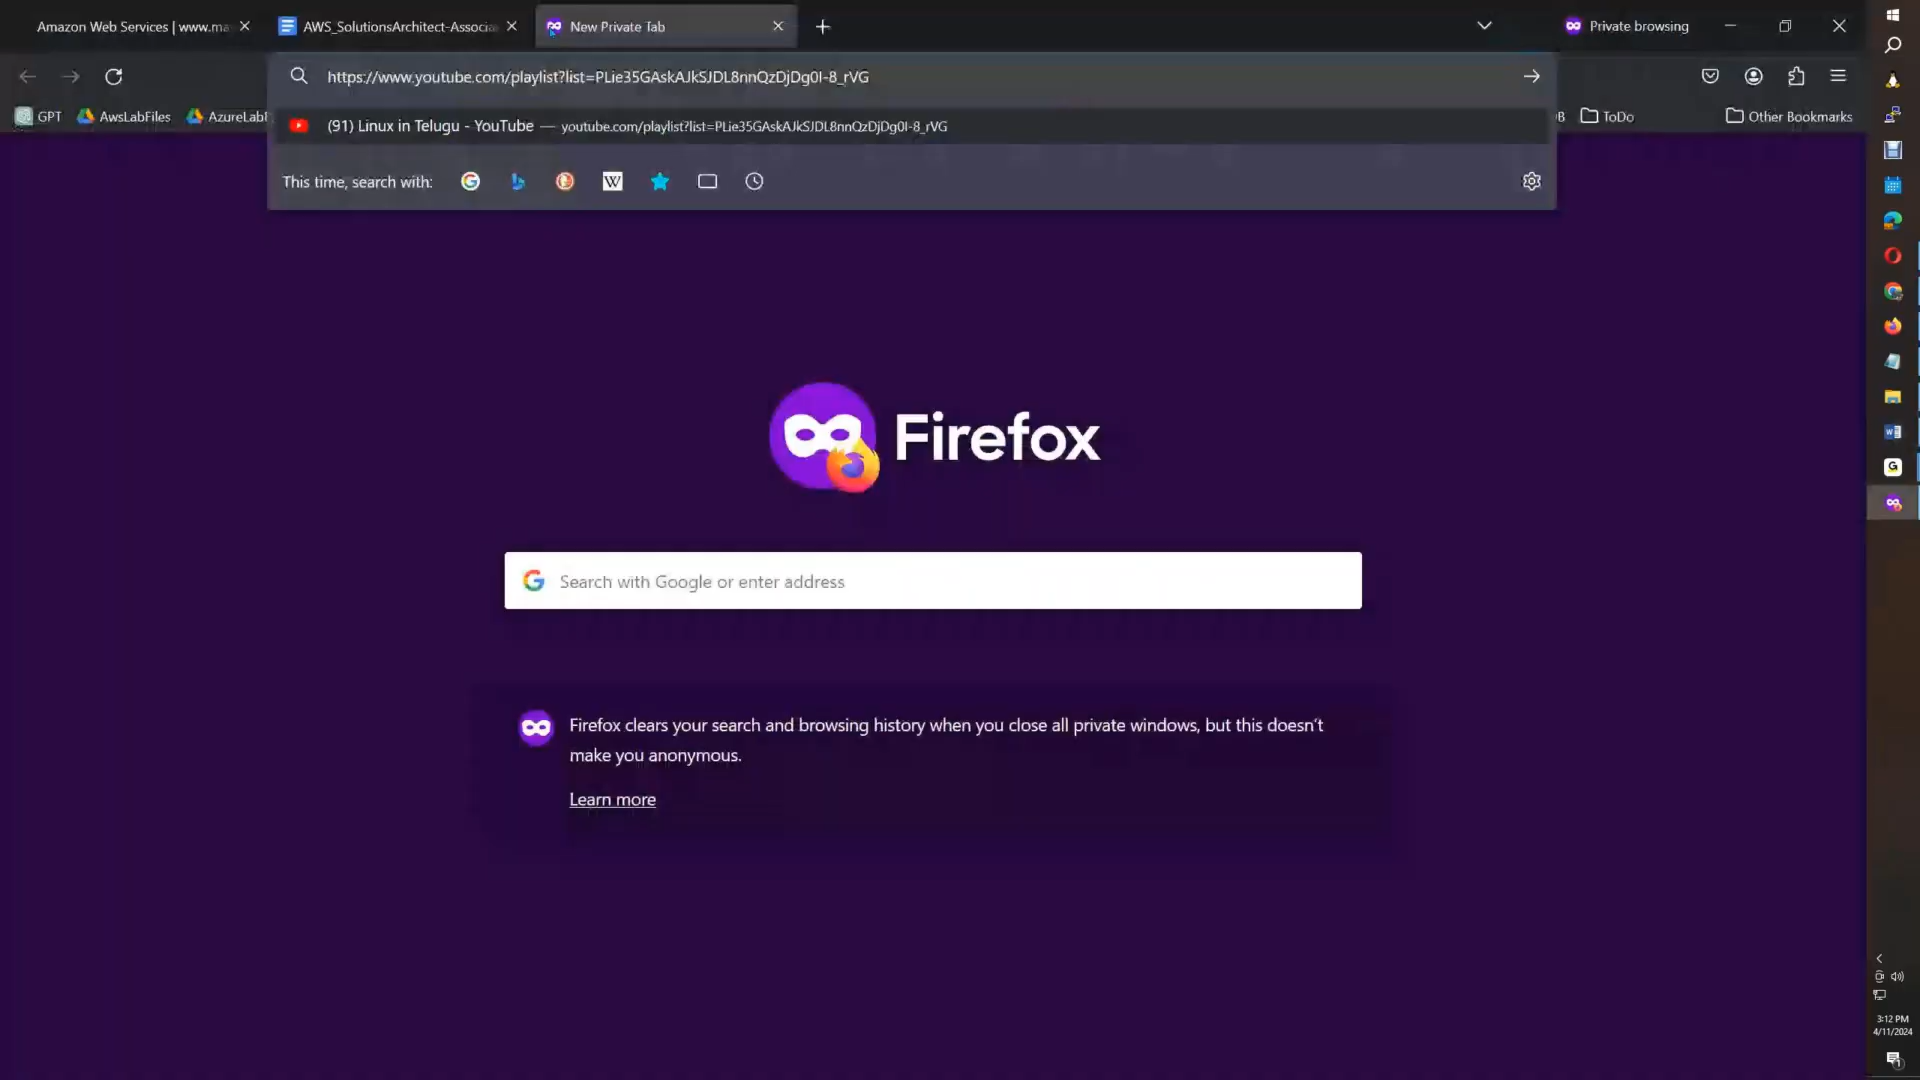 Amazon Web Services | www.ma
AWS_SolutionsArchitect-Associa
New Private Tab
Private browsing
https://www.youtube.com/playlist?list=PLie35GAskAJkSJDL8nnQzDjDg0I-8_rVG
GPT
AwsLabFiles
AzureLabF
(91) Linux in Telugu - YouTube — youtube.com/playlist?list=PLie35GAskAJkSJDL8nnQzDjDg0I-8_rVG
B
ToDo
Other Bookmarks
This time, search with:
W
Firefox
Search with Google or enter address
Firefox clears your search and browsing history when you close all private windows, but this doesn't
make you anonymous.
Learn more
3:12 PM
4/11/2024